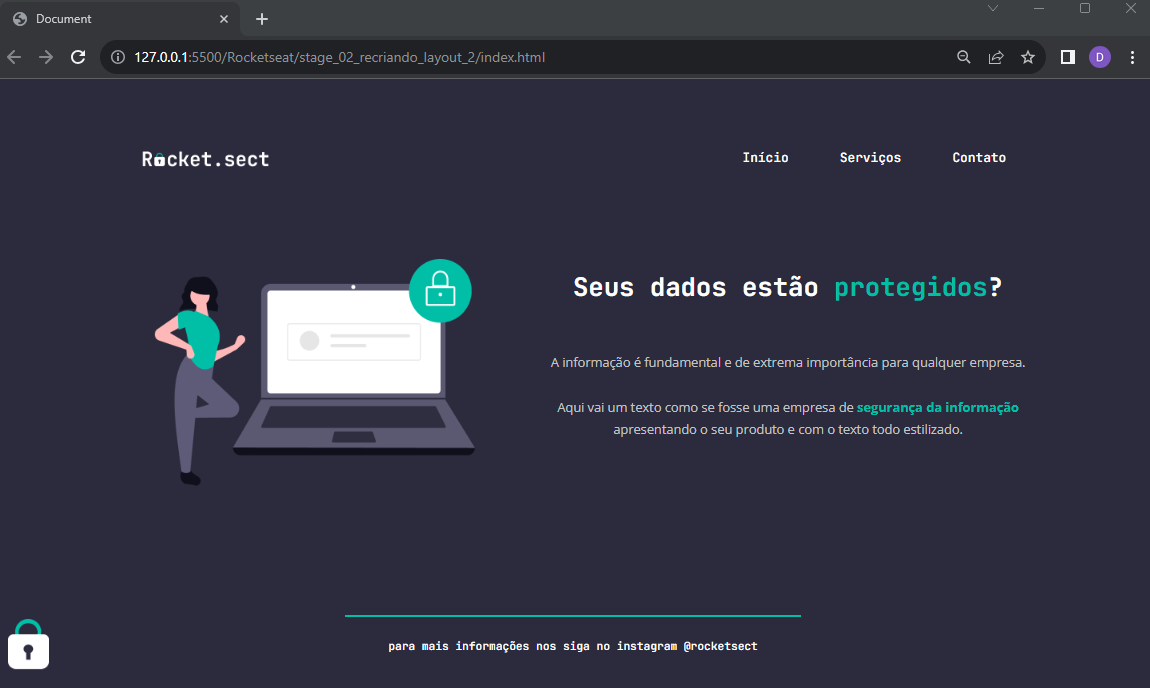 Document
127.0.0.1:5500/Rocketseat/stage_02_recriando_layout_2/index.html
D
Rocket.sect
Início Serviços Contato
Seus dados estão protegidos?
A informação é fundamental e de extrema importância para qualquer empresa.
Aqui vai um texto como se fosse uma empresa de segurança da informação
apresentando o seu produto e com o texto todo estilizado.
para mais informações nos siga no instagram @rocketsect